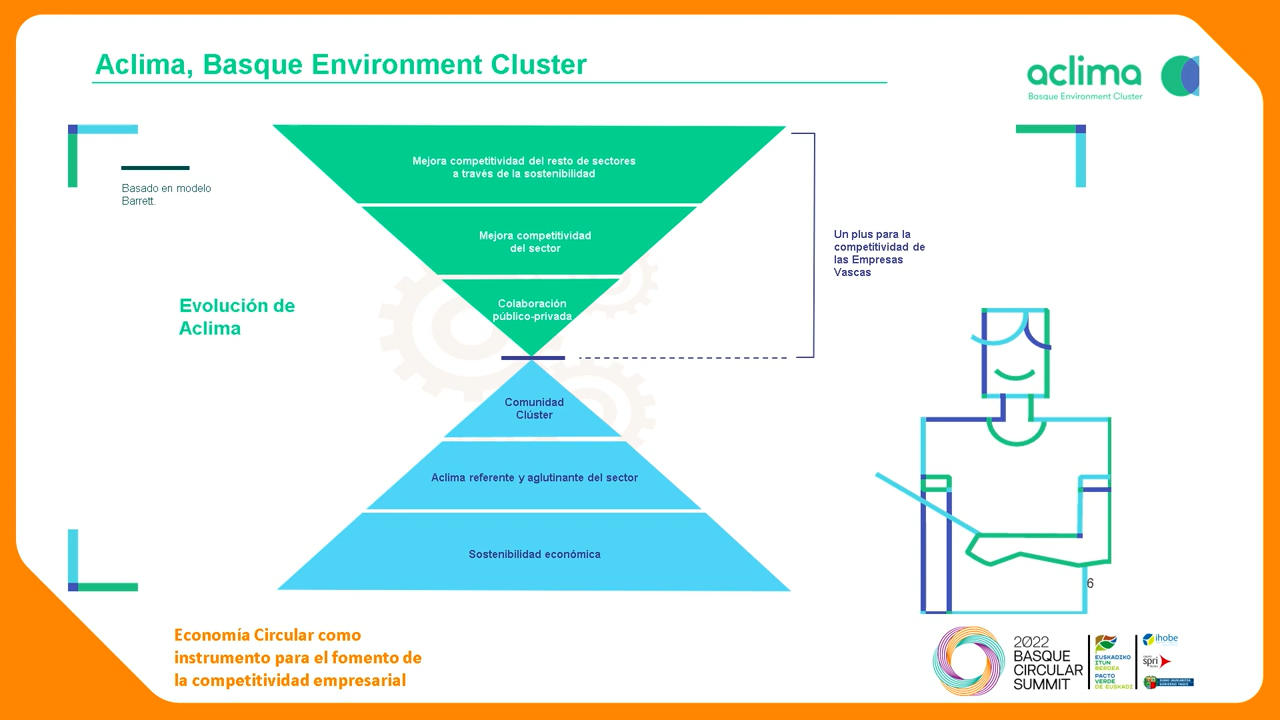 Aclima, Basque Environment Cluster
aclima
Basque Environment Cluster
Basado en modelo
Barrett.
Mejora competitividad del resto de sectores
a través de la sostenibilidad
Mejora competitividad
del sector
Colaboración
público-privada
Un plus para la
competitividad de
las Empresas
Vascas
Evolución de
Aclima
Comunidad
Clúster
Aclima referente y aglutinante del sector
Sostenibilidad económica
6
Economía Circular como
instrumento para el fomento de
la competitividad empresarial
2022
BASQUE
CIRCULAR
SUMMIT
EUSKADIKO
ITUN
BERDEA
PACTO
VERDE
DE EUSKADI
ihobe
spri